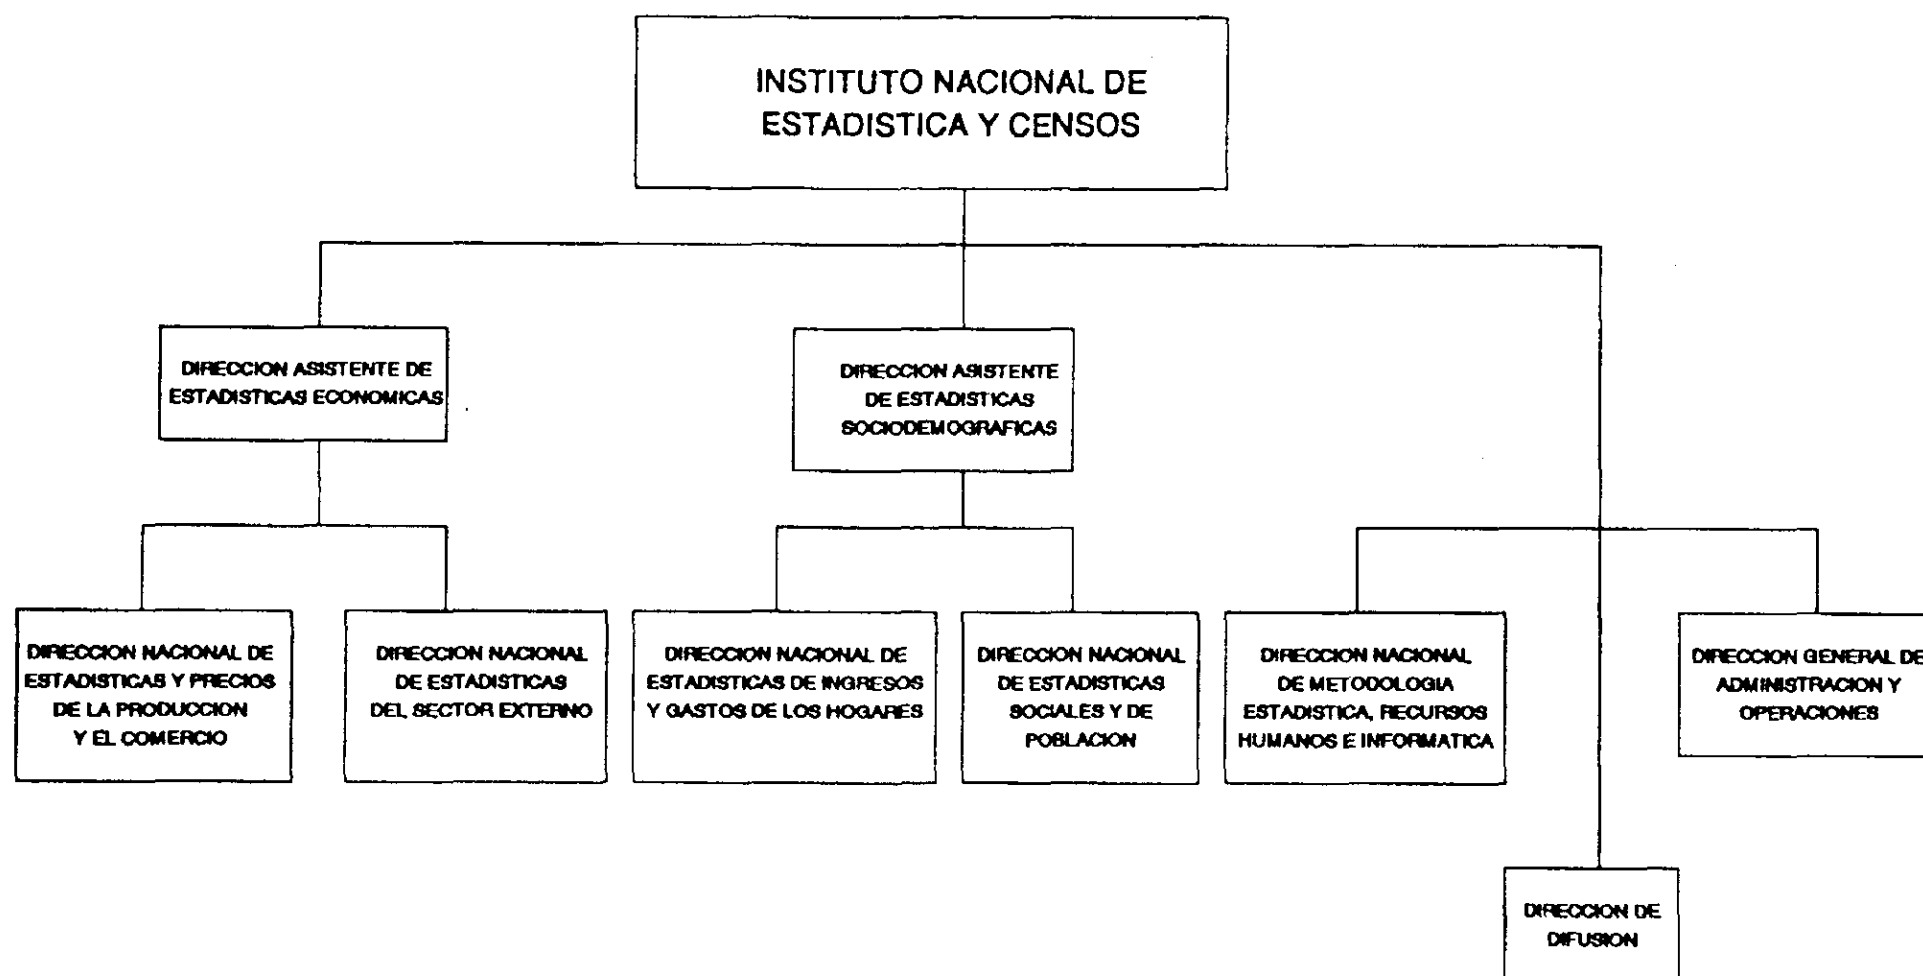 INSTITUTO NACIONAL DE
ESTADISTICA Y CENSOS
DIRECCION ASISTENTE DE
ESTADISTICAS ECONOMICAS
DIRECCION ASISTENTE
DE ESTADISTICAS
SOCIODEMOGRAFICAS
DIRECCION NACIONAL DE
ESTADISTICAS Y PRECIOS
DE LA PRODUCCION
Y EL COMERCIO
DIRECCION NACIONAL
DE ESTADISTICAS
DEL SECTOR EXTERNO
DIRECCION NACIONAL DE
ESTADISTICAS DE INGRESOS
Y GASTOS DE LOS HOGARES
DIRECCION NACIONAL
DE ESTADISTICAS
SOCIALES Y DE
POBLACION
DIRECCION NACIONAL
DE METODOLOGIA
ESTADISTICA, RECURSOS
HUMANOS E INFORMATICA
DIRECCION GENERAL DE
ADMINISTRACION Y
OPERACIONES
DIRECCION DE
DIFUSION